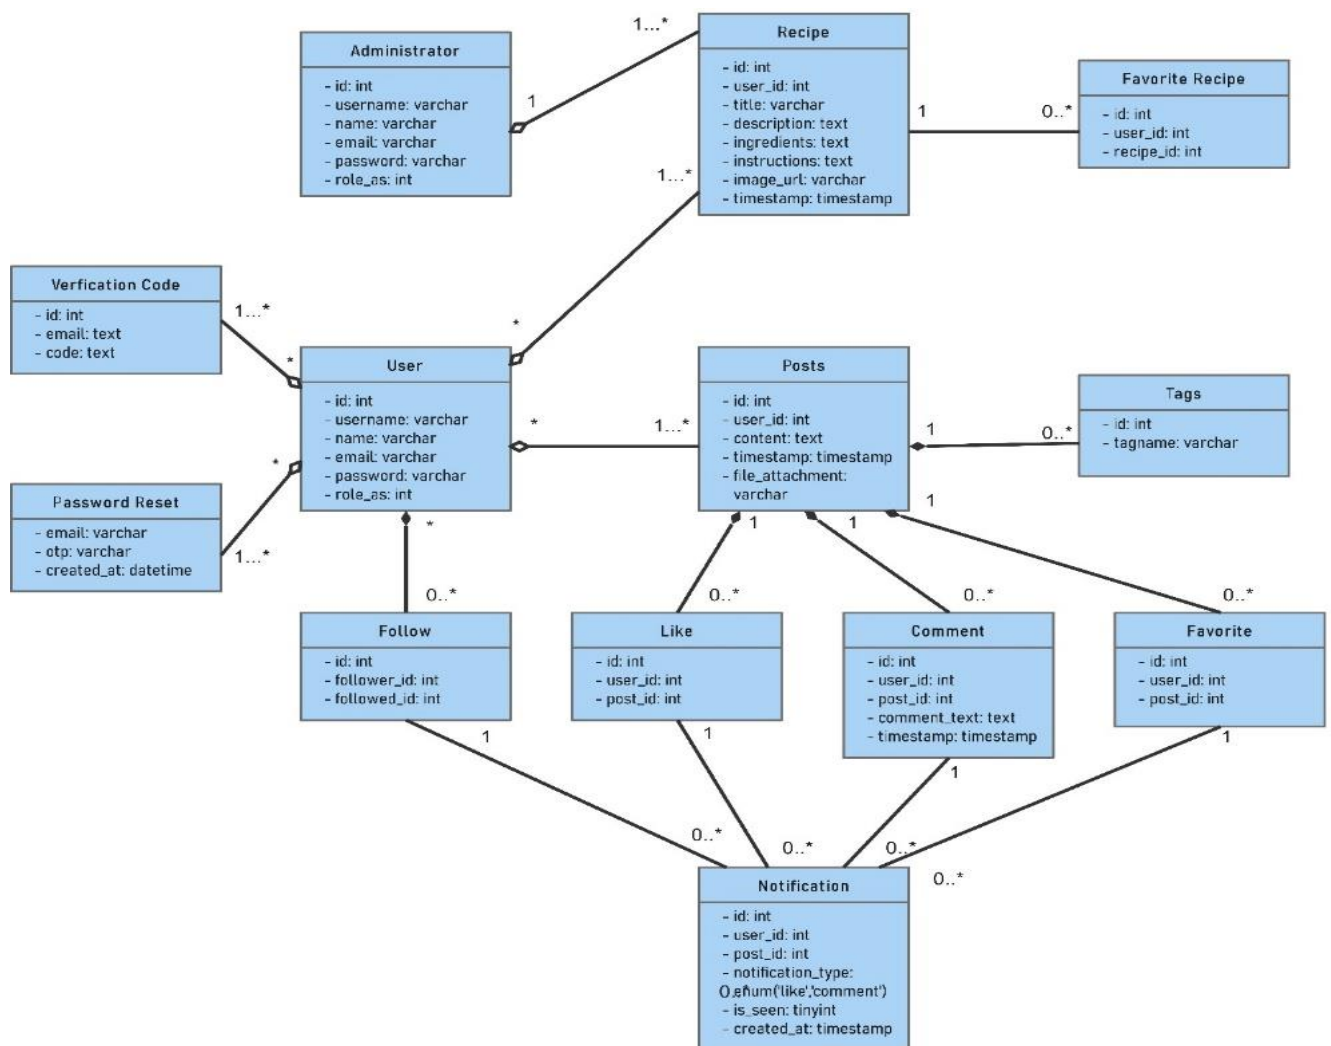 Administrator
- id: int
- username: varchar
- name: varchar
- email: varchar
- password: varchar
- role_as: int
1
1...*
Recipe
- id: int
- user_id: int
- title: varchar
- description: text
- ingredients: text
- instructions: text
- image_url: varchar
- timestamp: timestamp
1
0..*
Favorite Recipe
- id: int
- user_id: int
- recipe_id: int
1...*
*
Verfication Code
- id: int
- email: text
- code: text
1...*
*
User
- id: int
- username: varchar
- name: varchar
- email: varchar
- password: varchar
- role_as: int
*
1...*
Posts
- id: int
- user_id: int
- content: text
- timestamp: timestamp
- file_attachment:
varchar
1
0..*
Tags
- id: int
- tagname: varchar
*
Password Reset
- email: varchar
- otp: varchar
- created_at: datetime
1...*
*
0..*
1
0..*
1
0..*
1
0..*
Follow
- id: int
- follower_id: int
- followed_id: int
1
Like
- id: int
- user_id: int
- post_id: int
1
Comment
- id: int
- user_id: int
- post_id: int
- comment_text: text
- timestamp: timestamp
1
Favorite
- id: int
- user_id: int
- post_id: int
1
0..*
0..*
0..*
0..*
Notification
- id: int
- user_id: int
- post_id: int
- notification_type:
enum('like','comment')
- is_seen: tinyint
- created_at: timestamp